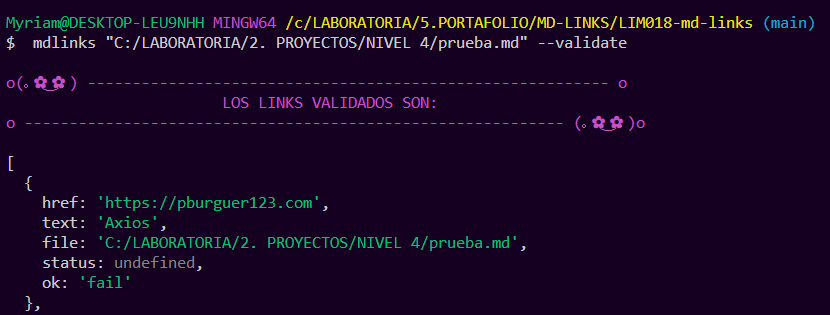 Myriam@DESKTOP-LEU9NHH MINGW64 /c/LABORATORIA/5.PORTAFOLIO/MD-LINKS/LIM018-md-links (main)
$  mdlinks "C:/LABORATORIA/2. PROYECTOS/NIVEL 4/prueba.md" --validate
o(｡✿‿✿) ---------------------------------------------------------- o
LOS LINKS VALIDADOS SON:
o ------------------------------------------------------------ (｡✿‿✿)o
[
  {
    href: 'https://pburguer123.com',
    text: 'Axios',
    file: 'C:/LABORATORIA/2. PROYECTOS/NIVEL 4/prueba.md',
    status: undefined,
    ok: 'fail'
  },